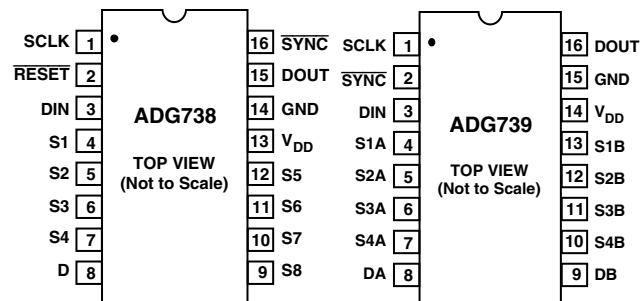 SCLK 1 16 SYNC
RESET 2 15 DOUT
DIN 3 14 GND
S1 4 13 VDD
S2 5 12 S5
S3 6 11 S6
S4 7 10 S7
D 8 9 S8
ADG738
TOP VIEW
(Not to Scale)
SCLK 1 16 DOUT
SYNC 2 15 GND
DIN 3 14 VDD
S1A 4 13 S1B
S2A 5 12 S2B
S3A 6 11 S3B
S4A 7 10 S4B
DA 8 9 DB
ADG739
TOP VIEW
(Not to Scale)